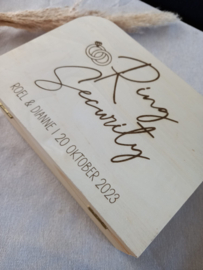 Ring
Security
ROEL & DIANNE | 20 OKTOBER 2023